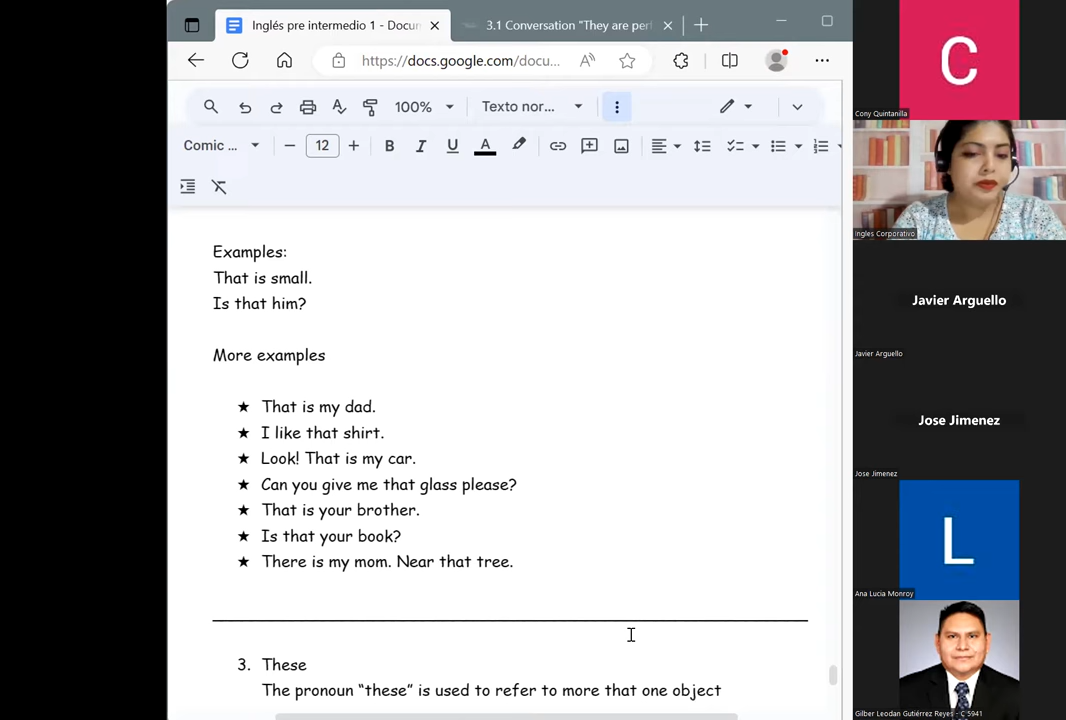 Inglés pre intermedio 1 - Docun
3.1 Conversation "They are per
https://docs.google.com/docu...
100%
Texto nor...
Comic ...
12
Examples:
That is small.
Is that him?
More examples
★ That is my dad.
★ I like that shirt.
★ Look! That is my car.
★ Can you give me that glass please?
★ That is your brother.
★ Is that your book?
★ There is my mom. Near that tree.
3. These
The pronoun “these” is used to refer to more that one object
C
Cony Quintanilla
Ingles Corporativo
Javier Arguello
Javier Arguello
Jose Jimenez
Jose Jimenez
L
Ana Lucia Monroy
Gilber Leodan Gutiérrez Reyes - C 5941